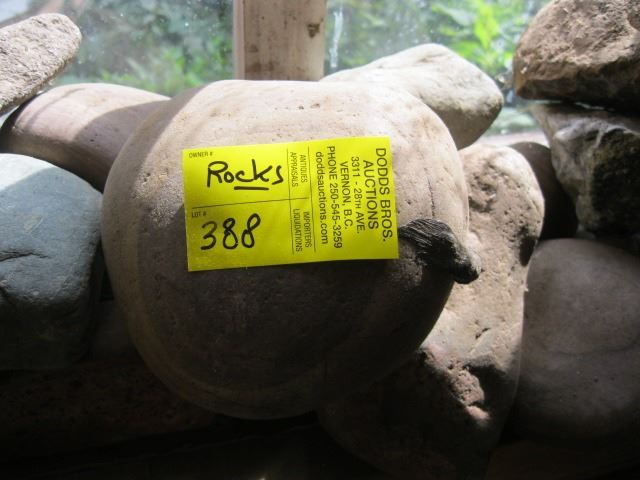 OWNER #
Rocks
LOT #
388
ANTIQUES
APPRAISALS
IMPORTERS
LIQUIDATIONS
DODDS BROS.
AUCTIONS
3311 - 28TH AVE.
VERNON, B.C.
PHONE 250-545-3259
doddsauctions.com